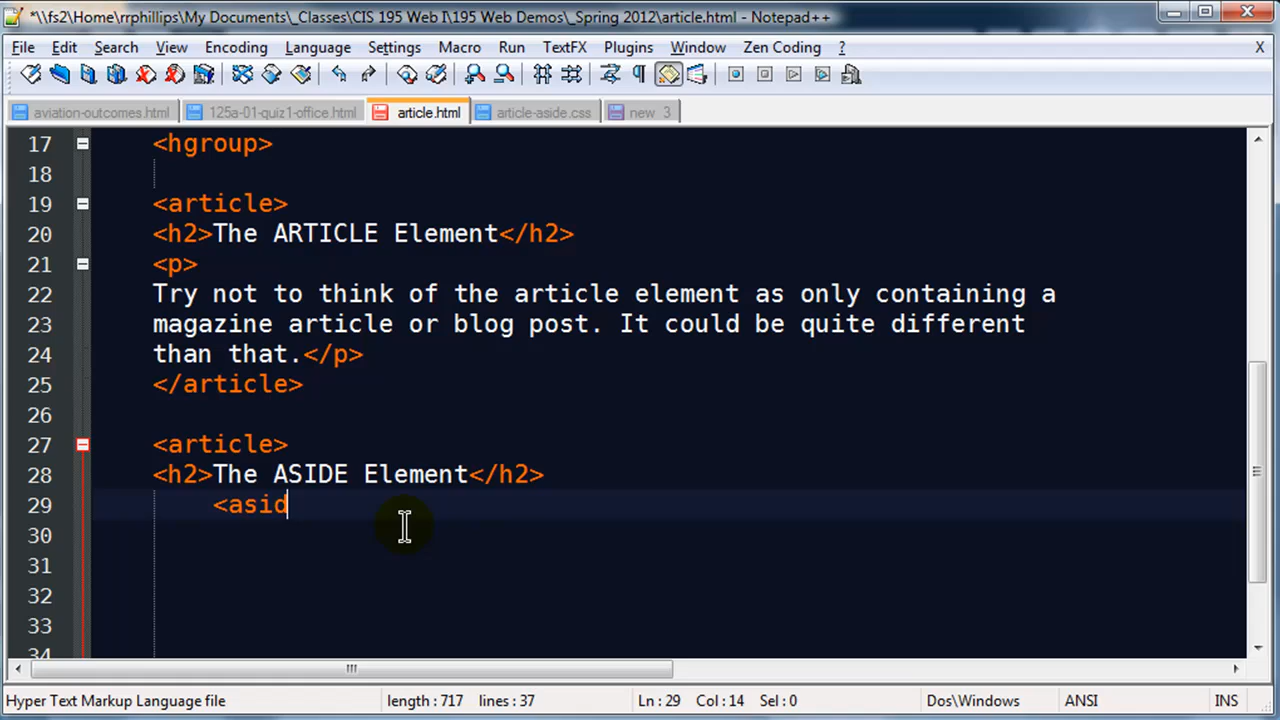 *\\fs2\Home\rrphillips\My Documents\_Classes\CIS 195 Web I\195 Web Demos\_Spring 2012\article.html - Notepad++
File Edit Search View Encoding Language Settings Macro Run TextFX Plugins Window Zen Coding ? X
aviation-outcomes.html 125a-01-quiz1-office.html article.html article-aside.css new 3
17 <hgroup>
18
19 <article>
20 <h2>The ARTICLE Element</h2>
21 <p>
22 Try not to think of the article element as only containing a
23 magazine article or blog post. It could be quite different
24 than that.</p>
25 </article>
26
27 <article>
28 <h2>The ASIDE Element</h2>
29 <asid
30
31
32
33
34
Hyper Text Markup Language file length : 717 lines : 37 Ln : 29 Col : 14 Sel : 0 Dos\Windows ANSI INS